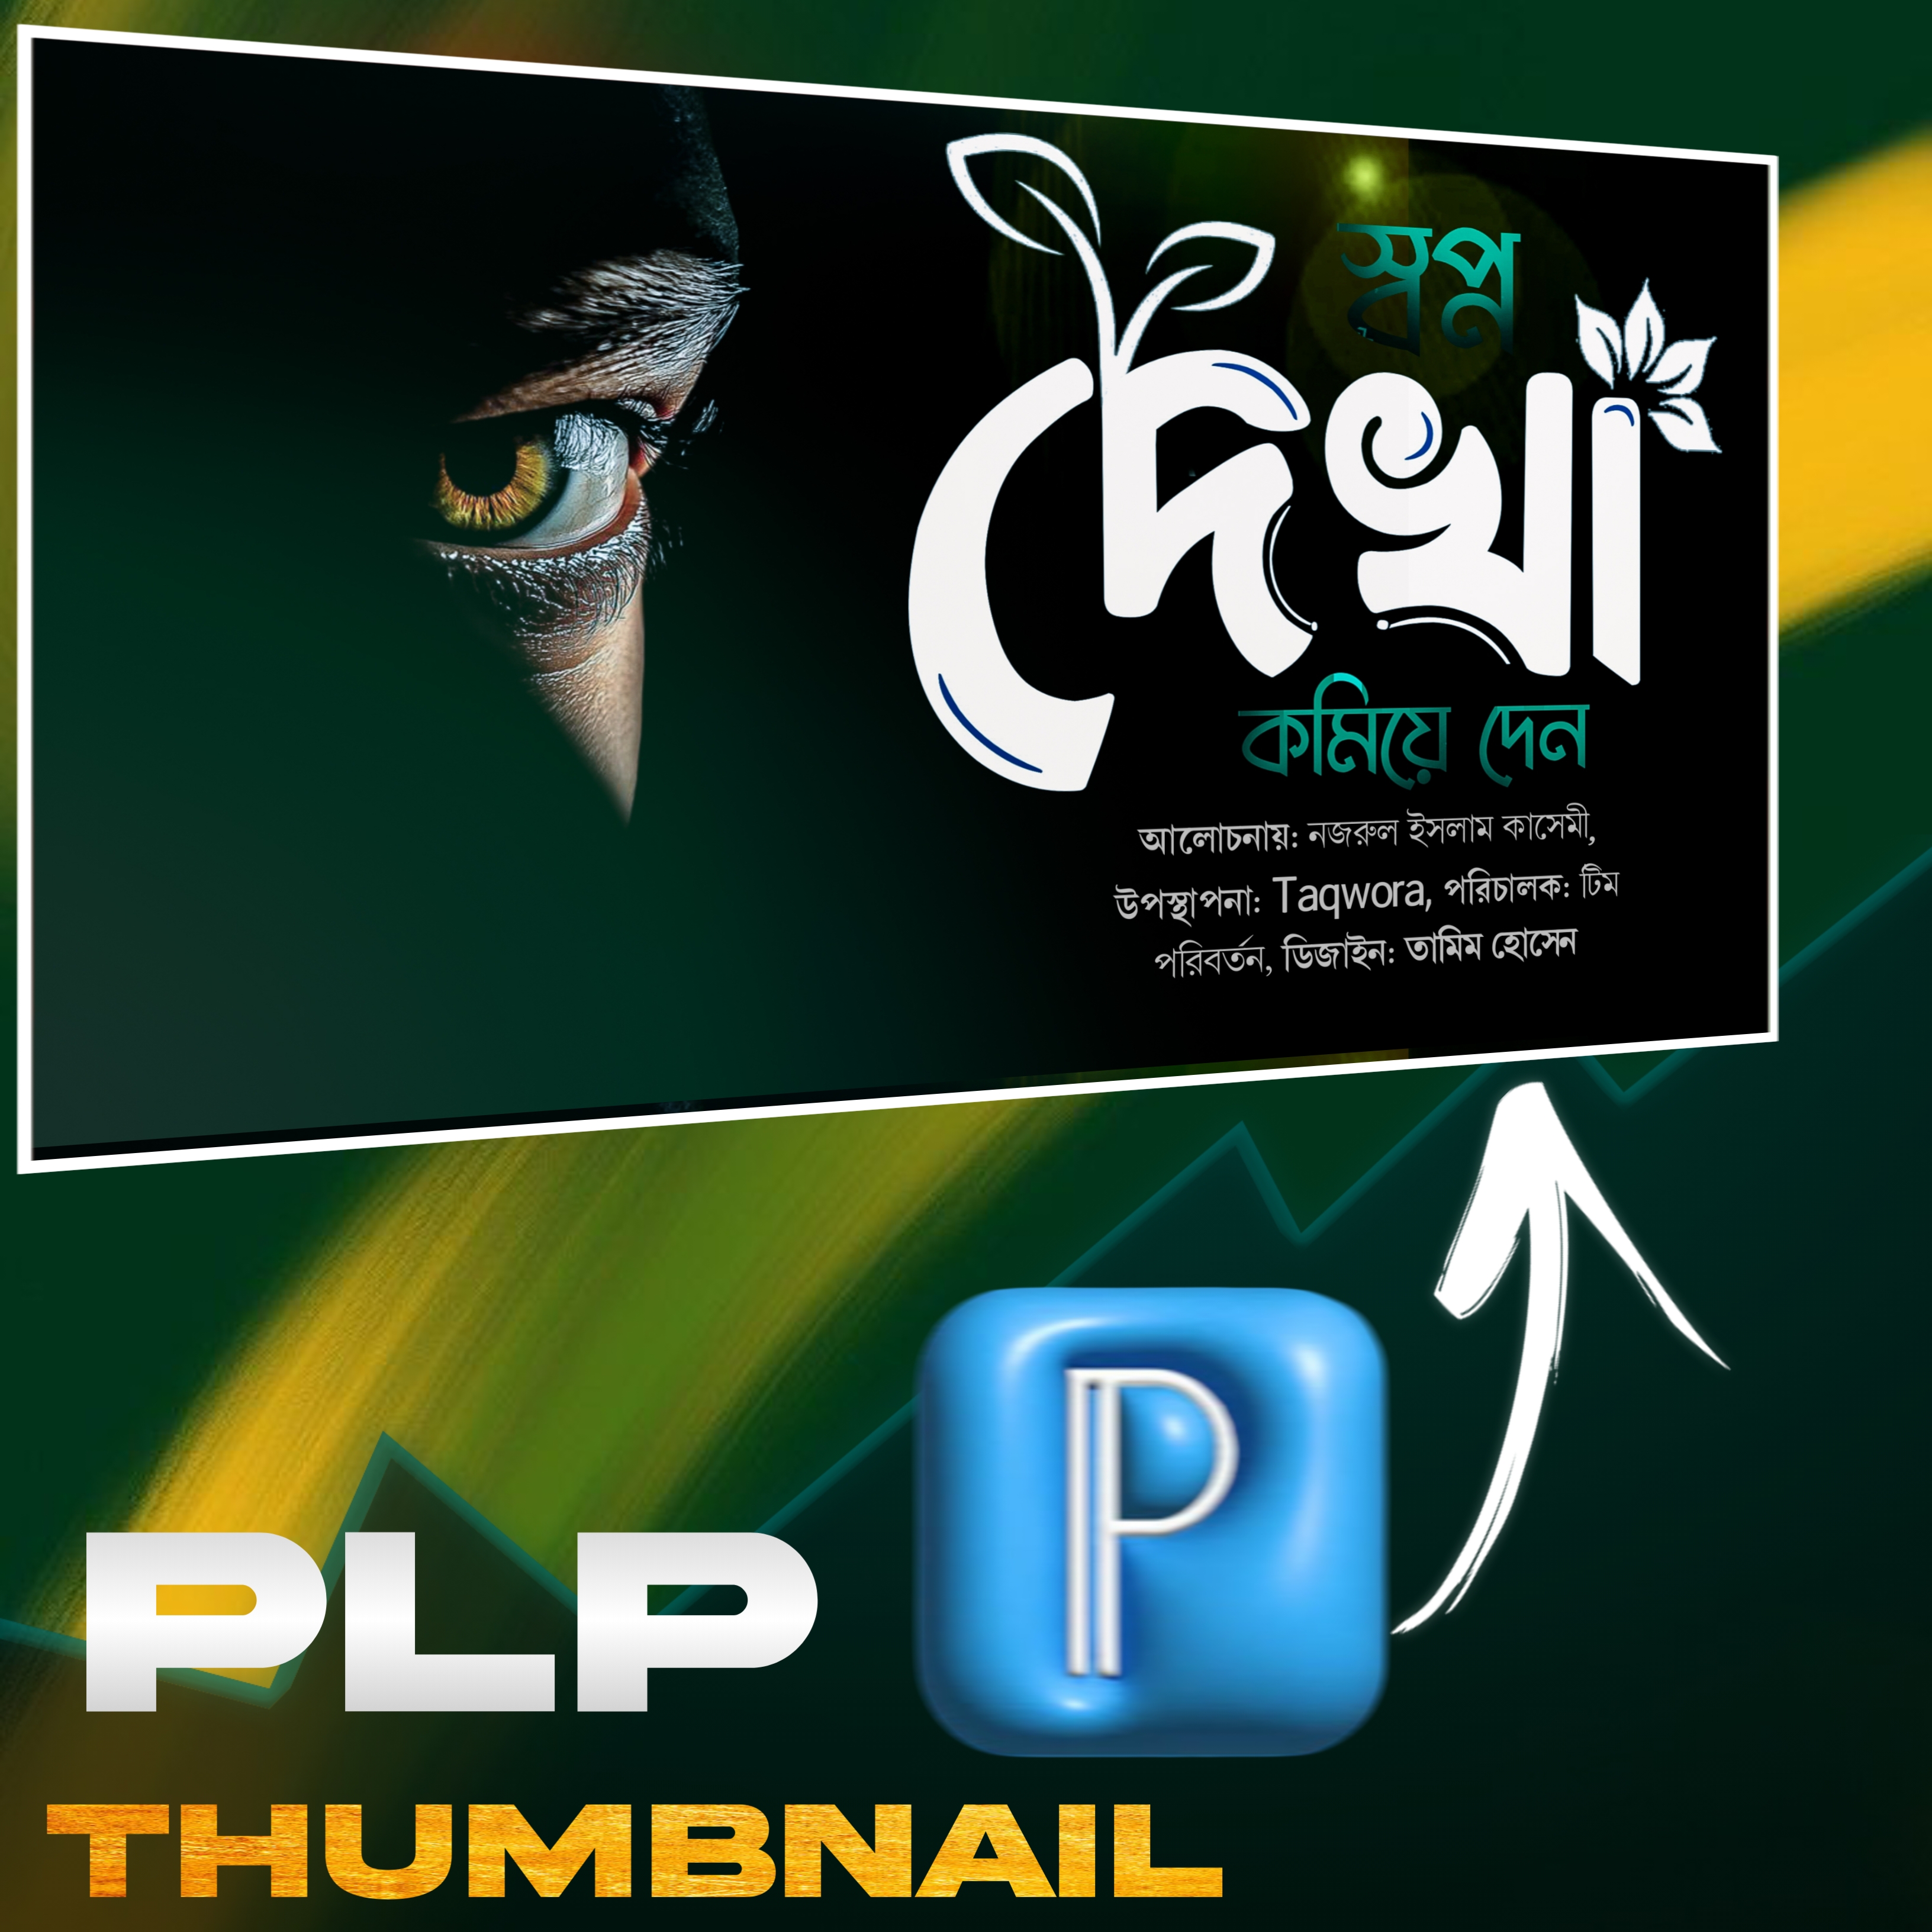 স্বপ্ন
দেখা
কমিয়ে দেন
আলোচনায়: নজরুল ইসলাম কাসেমী,
উপস্থাপনা: Taqwora, পরিচালক: টিম
পরিবর্তন, ডিজাইন: তামিম হোসেন
P
PLP
THUMBNAIL